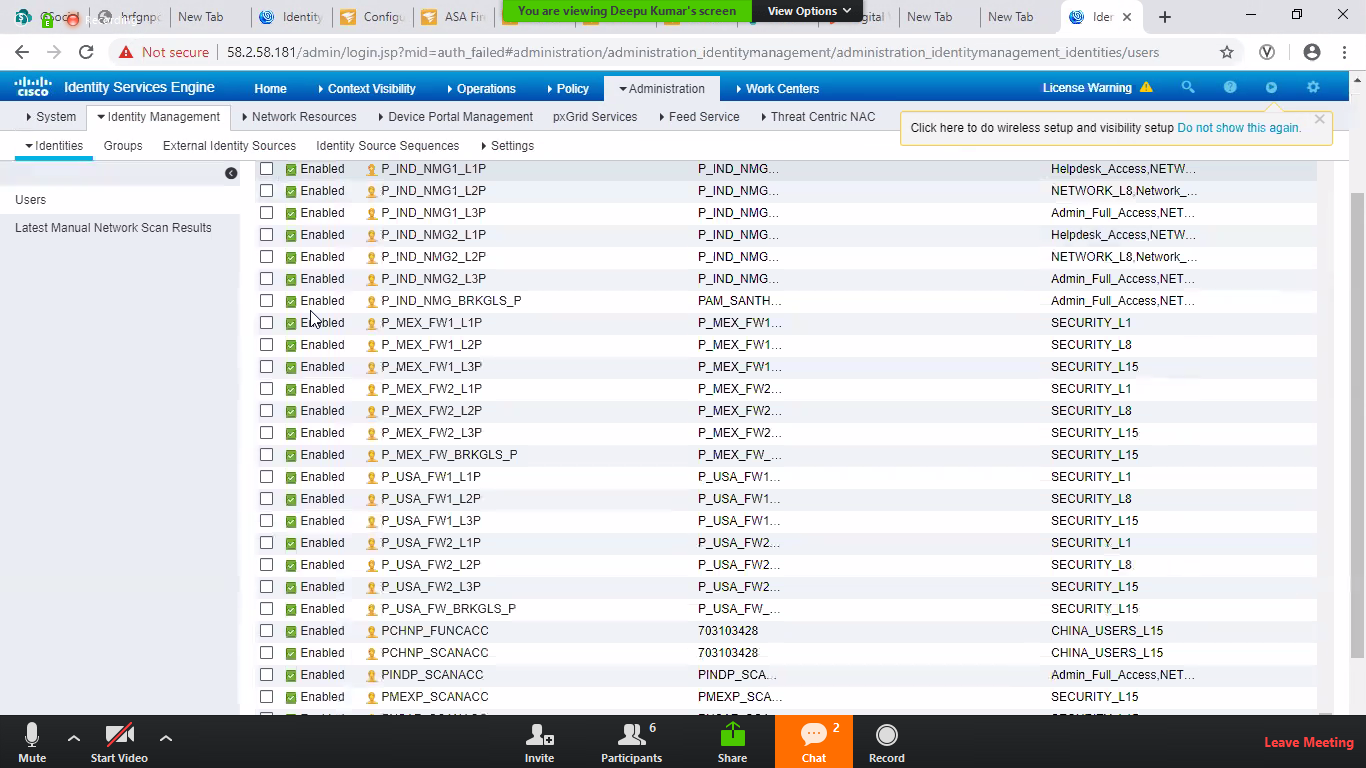 You are viewing Deepu Kumar's screen View Options
New Tab Identity Config ASA Fi New Tab New Tab Ider
Not secure 58.2.58.181/admin/login.jsp?mid=auth_failed#administration/administration_identitymanagement/administration_identitymanagement_identities/users
CISCO Identity Services Engine Home Context Visibility Operations Policy Administration Work Centers License Warning
System Identity Management Network Resources Device Portal Management pxGrid Services Feed Service Threat Centric NAC
Click here to do wireless setup and visibility setup Do not show this again.
Identities Groups External Identity Sources Identity Source Sequences Settings
Users
Latest Manual Network Scan Results
Enabled P_IND_NMG1_L1P P_IND_NMG... Helpdesk_Access,NETW...
Enabled P_IND_NMG1_L2P P_IND_NMG... NETWORK_L8,Network_...
Enabled P_IND_NMG1_L3P P_IND_NMG... Admin_Full_Access,NET...
Enabled P_IND_NMG2_L1P P_IND_NMG... Helpdesk_Access,NETW...
Enabled P_IND_NMG2_L2P P_IND_NMG... NETWORK_L8,Network_...
Enabled P_IND_NMG2_L3P P_IND_NMG... Admin_Full_Access,NET...
Enabled P_IND_NMG_BRKGLS_P PAM_SANTH... Admin_Full_Access,NET...
Enabled P_MEX_FW1_L1P P_MEX_FW1... SECURITY_L1
Enabled P_MEX_FW1_L2P P_MEX_FW1... SECURITY_L8
Enabled P_MEX_FW1_L3P P_MEX_FW1... SECURITY_L15
Enabled P_MEX_FW2_L1P P_MEX_FW2... SECURITY_L1
Enabled P_MEX_FW2_L2P P_MEX_FW2... SECURITY_L8
Enabled P_MEX_FW2_L3P P_MEX_FW2... SECURITY_L15
Enabled P_MEX_FW_BRKGLS_P P_MEX_FW_... SECURITY_L15
Enabled P_USA_FW1_L1P P_USA_FW1... SECURITY_L1
Enabled P_USA_FW1_L2P P_USA_FW1... SECURITY_L8
Enabled P_USA_FW1_L3P P_USA_FW1... SECURITY_L15
Enabled P_USA_FW2_L1P P_USA_FW2... SECURITY_L1
Enabled P_USA_FW2_L2P P_USA_FW2... SECURITY_L8
Enabled P_USA_FW2_L3P P_USA_FW2... SECURITY_L15
Enabled P_USA_FW_BRKGLS_P P_USA_FW_... SECURITY_L15
Enabled PCHNP_FUNCACC 703103428 CHINA_USERS_L15
Enabled PCHNP_SCANACC 703103428 CHINA_USERS_L15
Enabled PINDP_SCANACC PINDP_SCA... Admin_Full_Access,NET...
Enabled PMEXP_SCANACC PMEXP_SCA... SECURITY_L15
Mute Start Video Invite Participants 6 Share Chat 2 Record Leave Meeting